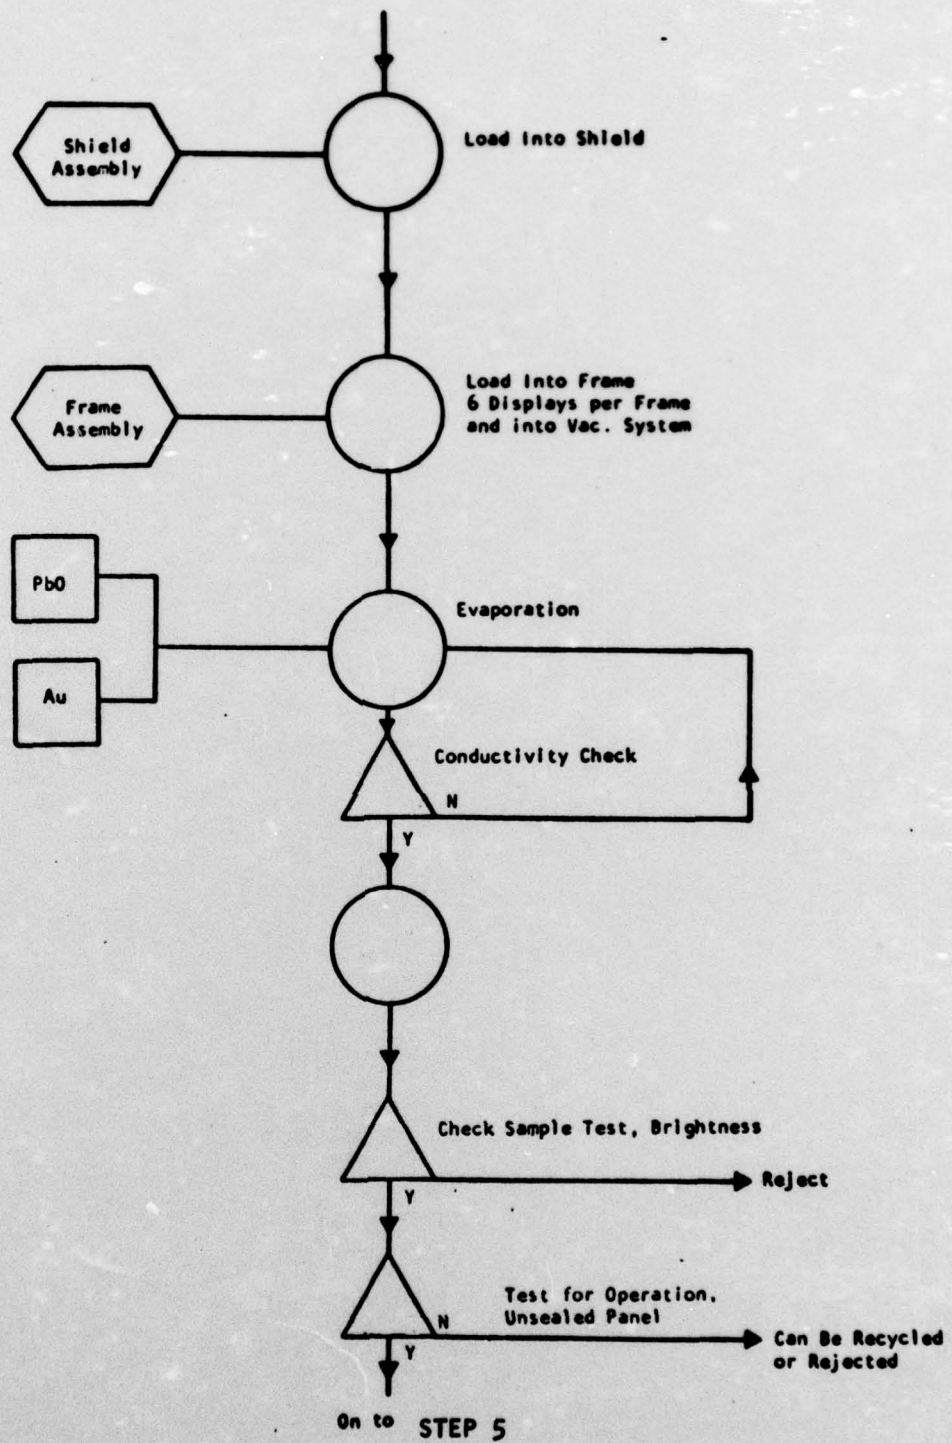 Shield
Assembly
Load Into Shield
Frame
Assembly
Load Into Frame
6 Displays per Frame
and into Vac. System
PbO
Au
Evaporation
Conductivity Check
N
Y
Check Sample Test, Brightness
Reject
Y
Test for Operation,
Unsealed Panel
N
Can Be Recycled
or Rejected
Y
On to STEP 5